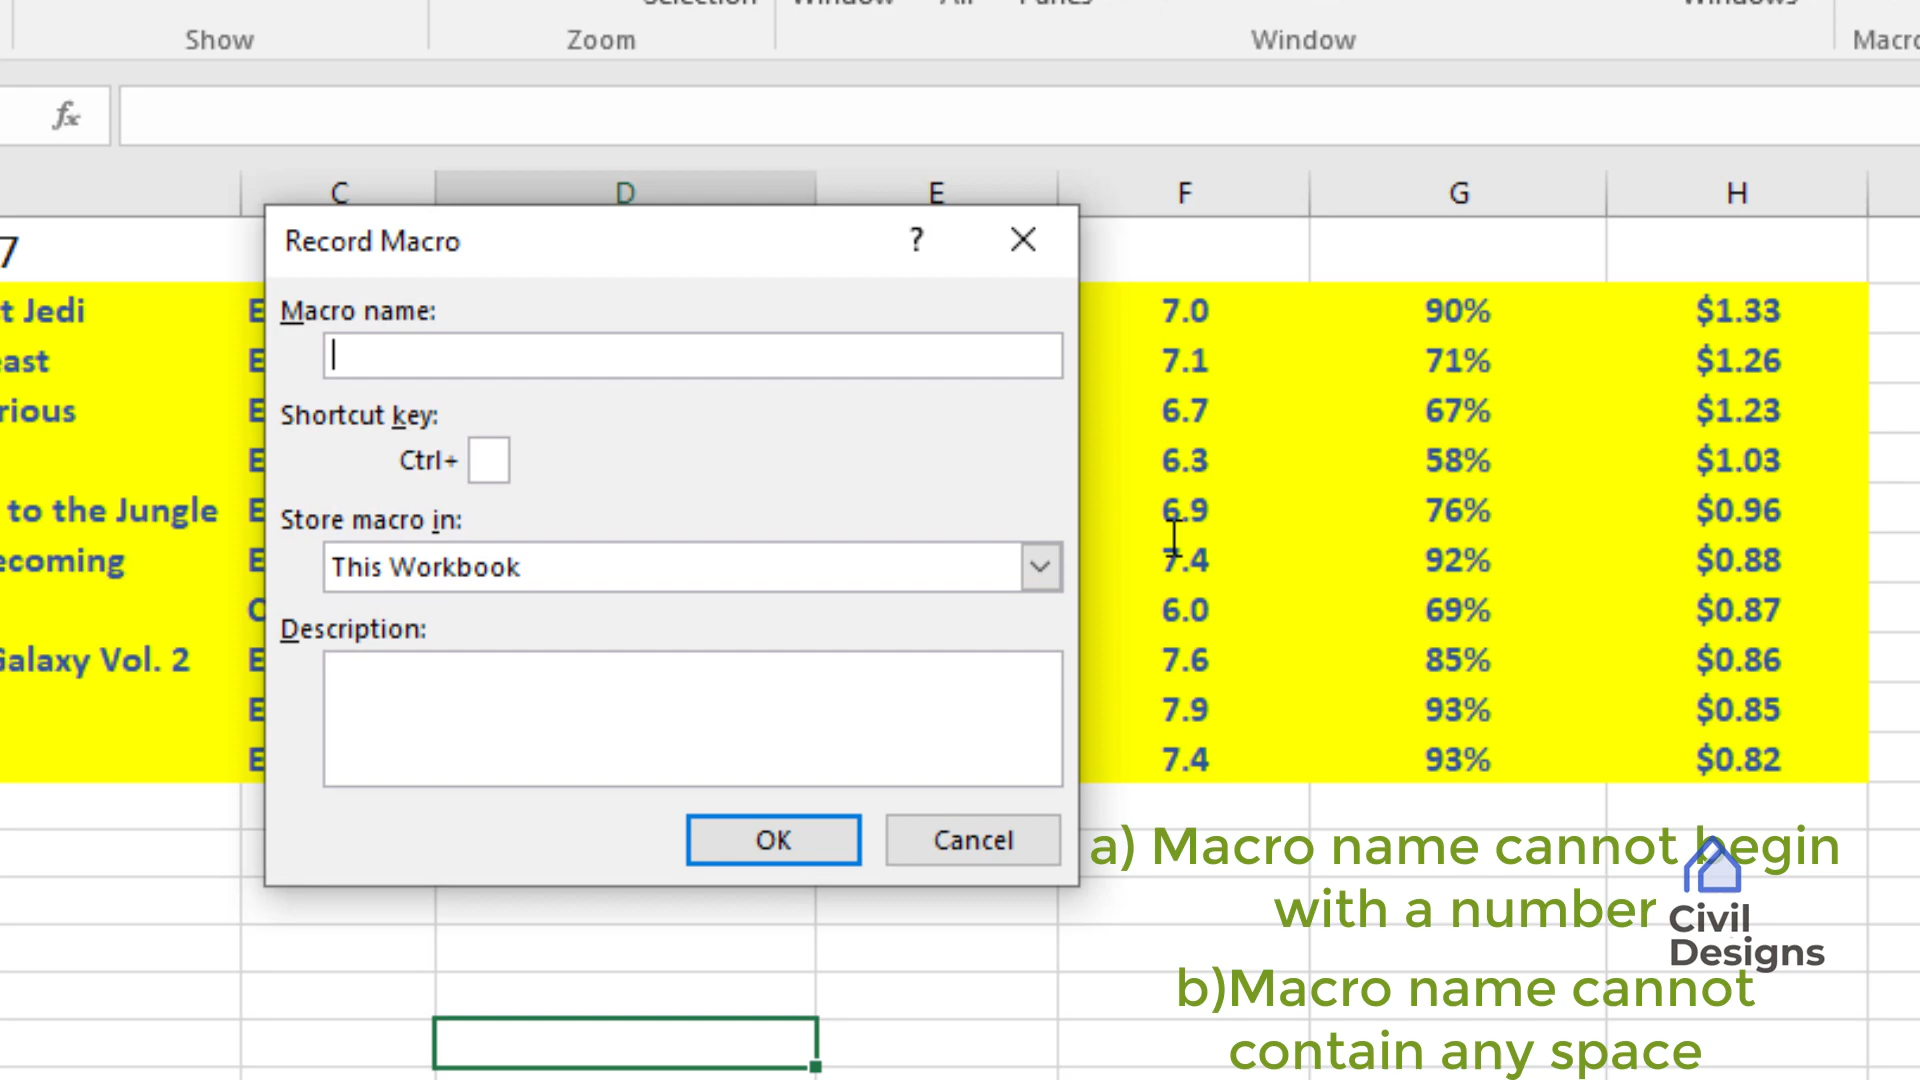 Show Zoom Window Macro
fx
C D E F G H
7
t Jedi E 7.0 90% $1.33
east E 7.1 71% $1.26
rious E 6.7 67% $1.23
E 6.3 58% $1.03
to the Jungle E 6.9 76% $0.96
ecoming E 7.4 92% $0.88
C 6.0 69% $0.87
Galaxy Vol. 2 E 7.6 85% $0.86
E 7.9 93% $0.85
E 7.4 93% $0.82
Record Macro ?
Macro name:
Shortcut key:
Ctrl+
Store macro in:
This Workbook
Description:
OK Cancel
a) Macro name cannot begin
with a number
b)Macro name cannot
contain any space
Civil
Designs